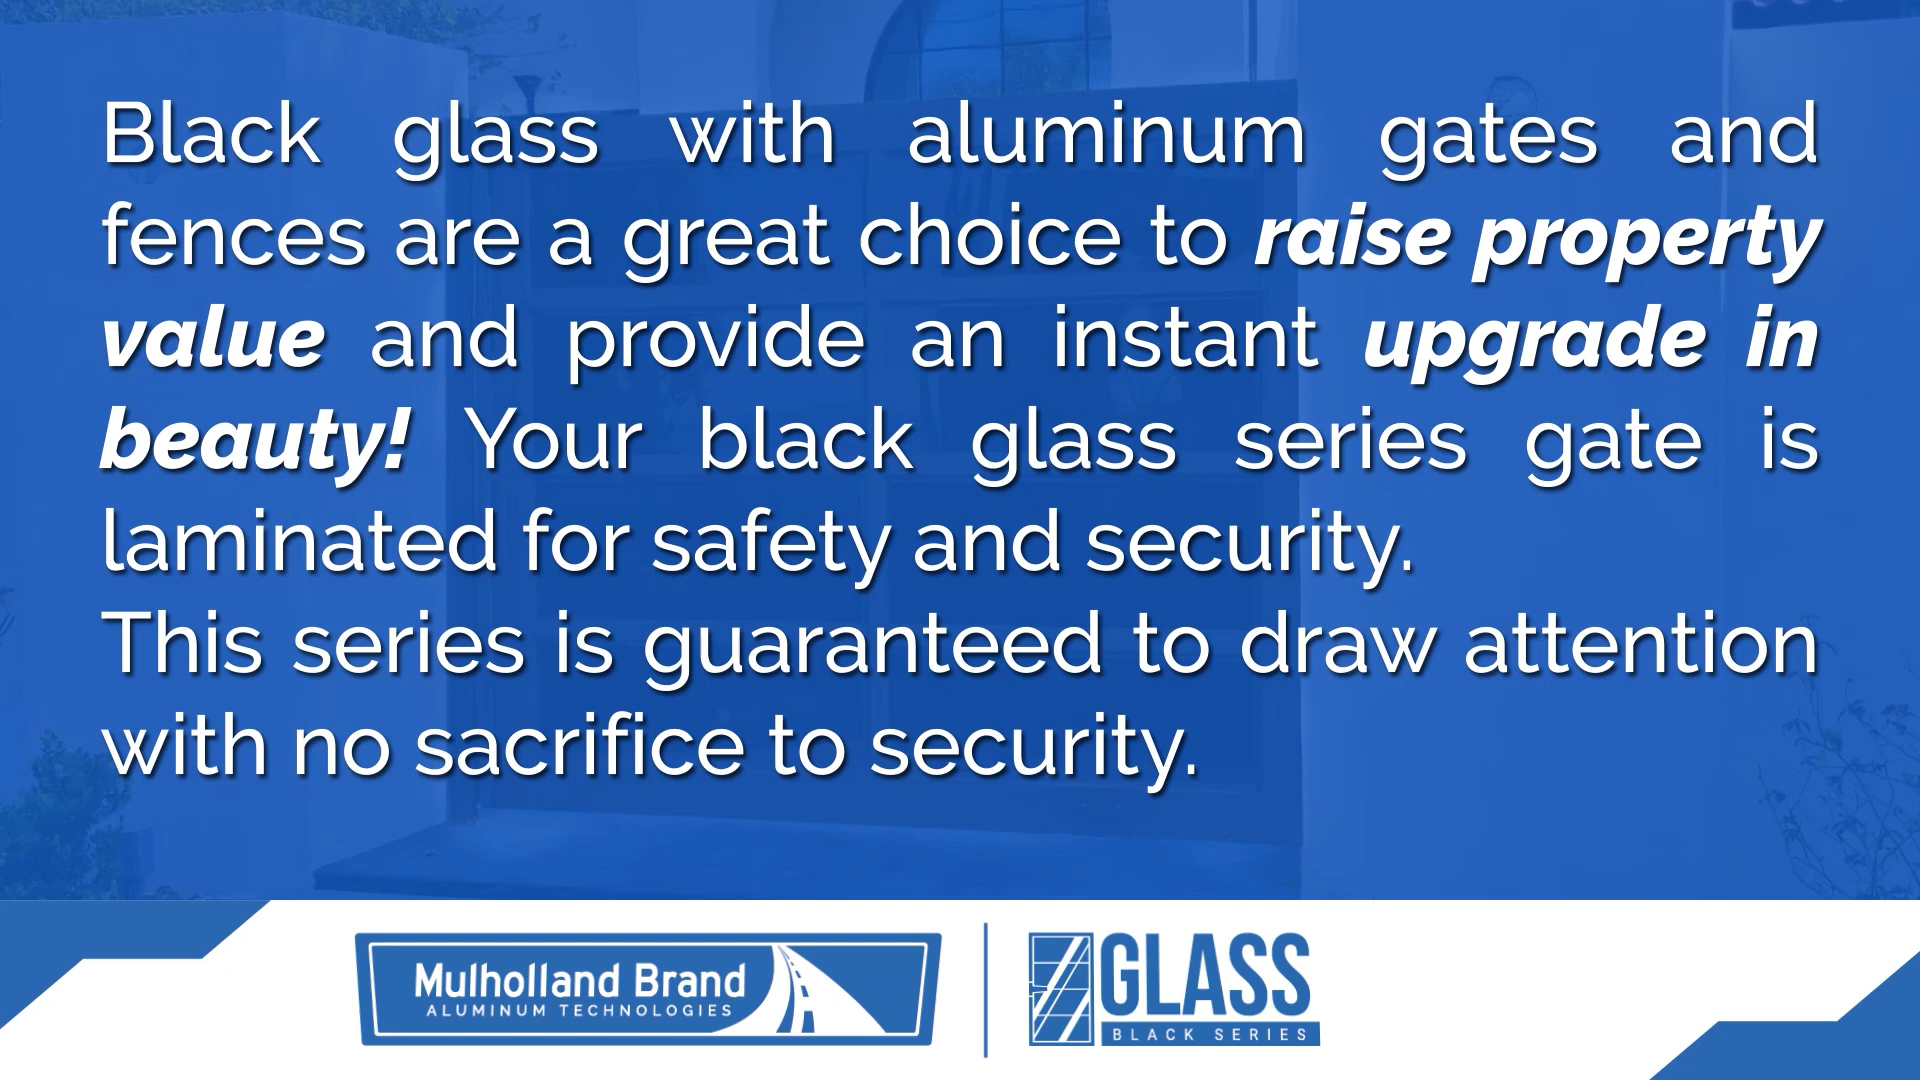 Black glass with aluminum gates and
fences are a great choice to raise property
value and provide an instant upgrade in
beauty! Your black glass series gate is
laminated for safety and security.
This series is guaranteed to draw attention
with no sacrifice to security.
Mulholland Brand
ALUMINUM TECHNOLOGIES
GLASS
BLACK SERIES